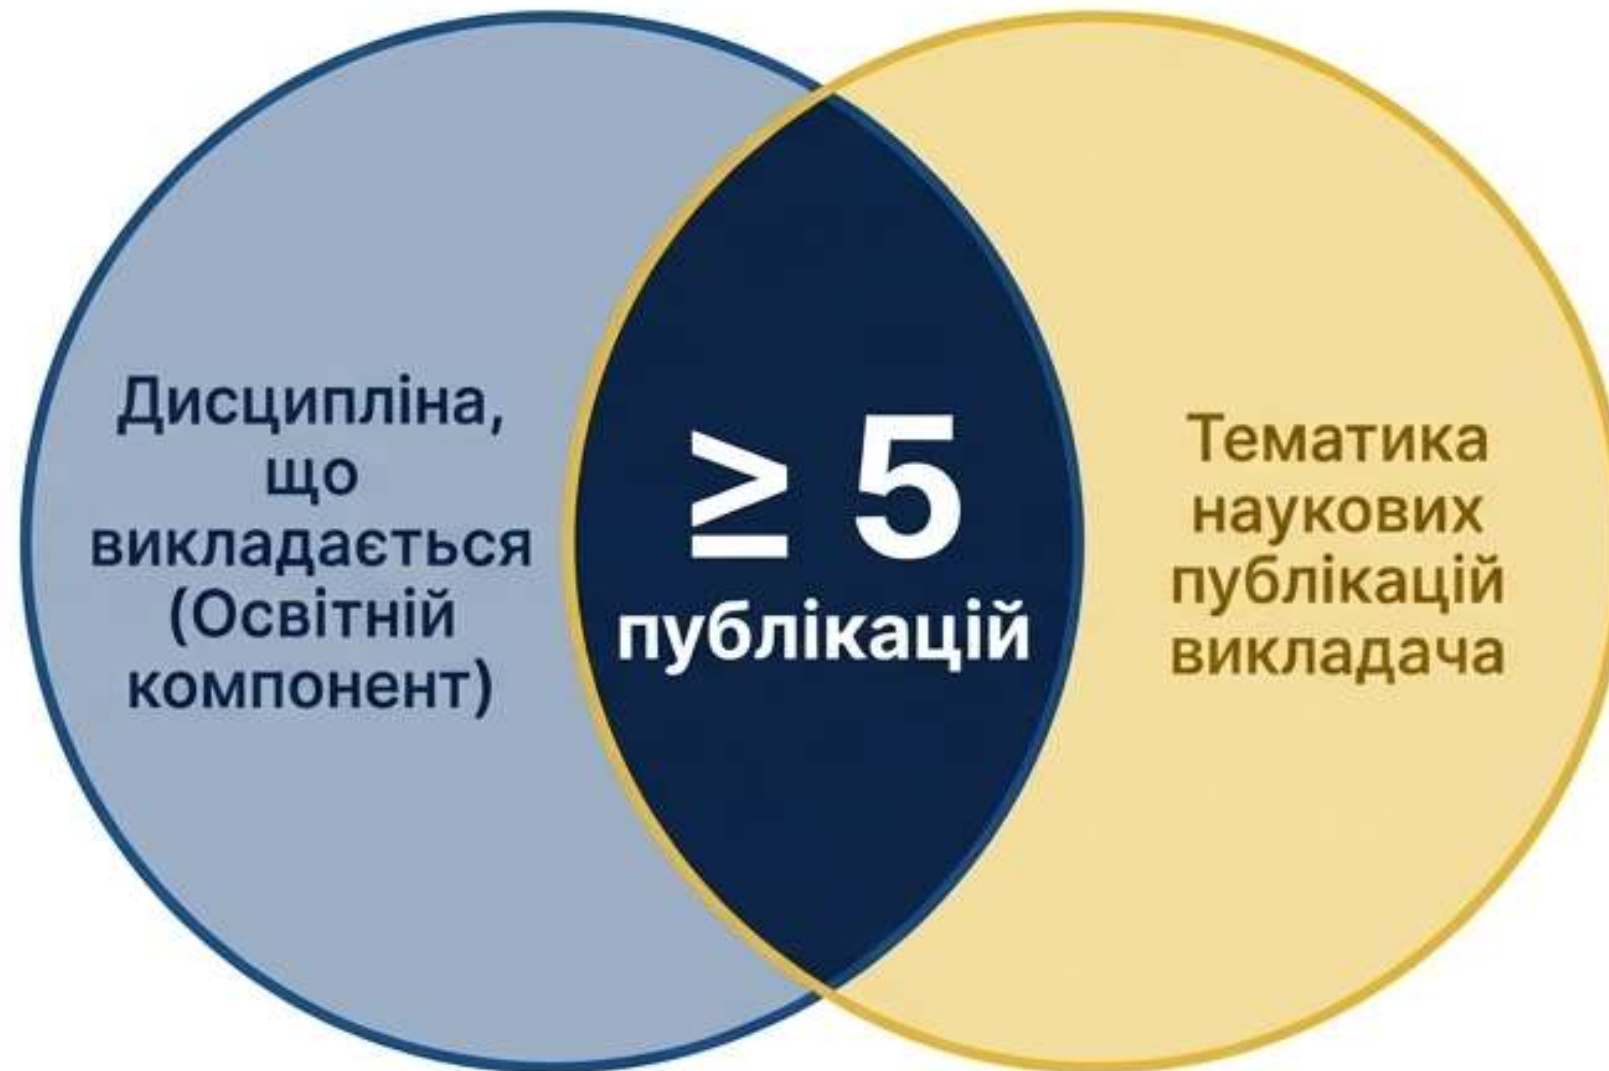 Дисципліна,
що
викладається
(Освітній
компонент)
≥ 5
публікацій
Тематика
наукових
публікацій
викладача